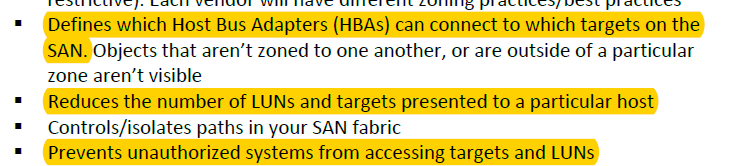 restrictive). Each vendor will have different zoning practices/best practices
▪ Defines which Host Bus Adapters (HBAs) can connect to which targets on the
SAN. Objects that aren't zoned to one another, or are outside of a particular
zone aren't visible
▪ Reduces the number of LUNs and targets presented to a particular host
▪ Controls/isolates paths in your SAN fabric
▪ Prevents unauthorized systems from accessing targets and LUNs